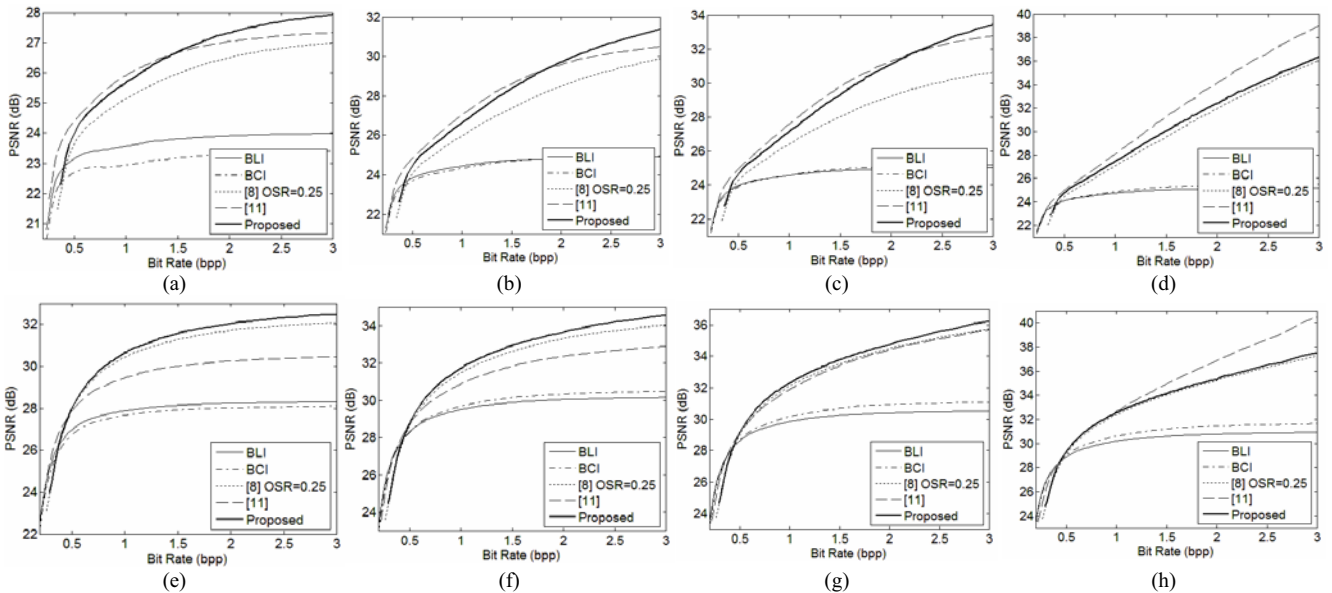 28
27
26
25
24
23
22
21
PSNR (dB)
BLI
BCI
[8] OSR=0.25
[11]
Proposed
0.5 1 1.5 2 2.5 3
Bit Rate (bpp)
(a)
32
30
28
26
24
22
PSNR (dB)
BLI
BCI
[8] OSR=0.25
[11]
Proposed
0.5 1 1.5 2 2.5 3
Bit Rate (bpp)
(b)
34
32
30
28
26
24
22
PSNR (dB)
BLI
BCI
[8] OSR=0.25
[11]
Proposed
0.5 1 1.5 2 2.5 3
Bit Rate (bpp)
(c)
40
38
36
34
32
30
28
26
24
22
PSNR (dB)
BLI
BCI
[8] OSR=0.25
[11]
Proposed
0.5 1 1.5 2 2.5 3
Bit Rate (bpp)
(d)
32
30
28
26
24
22
PSNR (dB)
BLI
BCI
[8] OSR=0.25
[11]
Proposed
0.5 1 1.5 2 2.5 3
Bit Rate (bpp)
(e)
34
32
30
28
26
24
PSNR (dB)
BLI
BCI
[8] OSR=0.25
[11]
Proposed
0.5 1 1.5 2 2.5 3
Bit Rate (bpp)
(f)
36
34
32
30
28
26
24
PSNR (dB)
BLI
BCI
[8] OSR=0.25
[11]
Proposed
0.5 1 1.5 2 2.5 3
Bit Rate (bpp)
(g)
40
38
36
34
32
30
28
26
24
PSNR (dB)
BLI
BCI
[8] OSR=0.25
[11]
Proposed
0.5 1 1.5 2 2.5 3
Bit Rate (bpp)
(h)